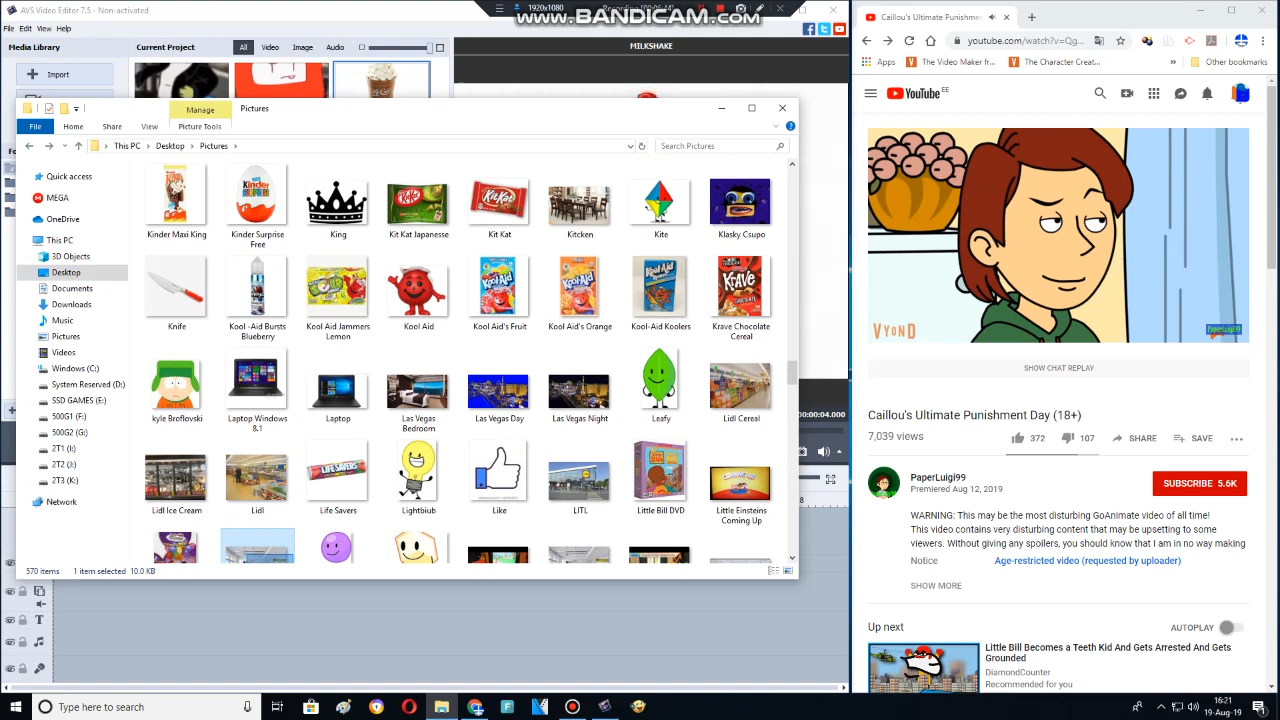 AVS Video Editor 7.5 - Non-activated
Recording [00:06:44]
1920x1080
www.BANDICAM.com
File Edit View Help
Media Library
Current Project
All Video Image Audio
Import
MILKSHAKE
Manage
Pictures
File Home Share View Picture Tools
This PC Desktop Pictures
Search Pictures
Quick access
MEGA
OneDrive
This PC
3D Objects
Desktop
Documents
Downloads
Music
Pictures
Videos
Windows (C:)
System Reserved (D:)
SSD GAMES (E:)
500G1 (F:)
500G2 (G:)
2T1 (I:)
2T2 (J:)
2T3 (K:)
Network
Kinder Maxi King
Kinder Surprise Free
King
Kit Kat Japanesse
Kit Kat
Kitcken
Kite
Klasky Csupo
Knife
Kool -Aid Bursts Blueberry
Kool Aid Jammers Lemon
Kool Aid
Kool Aid's Fruit
Kool Aid's Orange
Kool-Aid Koolers
Krave Chocolate Cereal
kyle Broflovski
Laptop Windows 8.1
Laptop
Las Vegas Bedroom
Las Vegas Day
Las Vegas Night
Leafy
Lidl Cereal
Lidl Ice Cream
Lidl
Life Savers
Lightbiub
Like
LITL
Little Bill DVD
Little Einsteins Coming Up
570 items 1 item selected 10.0 KB
00:00:04.000
Caillou's Ultimate Punishmen
youtube.com/watch?v=Qg...
Apps
The Video Maker fr...
The Character Creat...
Other bookmarks
YouTube EE
VYOND
PaperLuigi99
SHOW CHAT REPLAY
Caillou's Ultimate Punishment Day (18+)
7,039 views
372 107 SHARE SAVE
PaperLuigi99
Premiered Aug 12, 2019
SUBSCRIBE 5.6K
WARNING: This may be the most disturbing GoAnimate video of all time!
This video contains very disturbing content that may be upsetting to some
viewers. Without giving any spoilers, you should know that I am in no way making
Notice Age-restricted video (requested by uploader)
SHOW MORE
Up next
AUTOPLAY
Little Bill Becomes a Teeth Kid And Gets Arrested And Gets
Grounded
DiamondCounter
Recommended for you
Type here to search
16:21
19-Aug-19